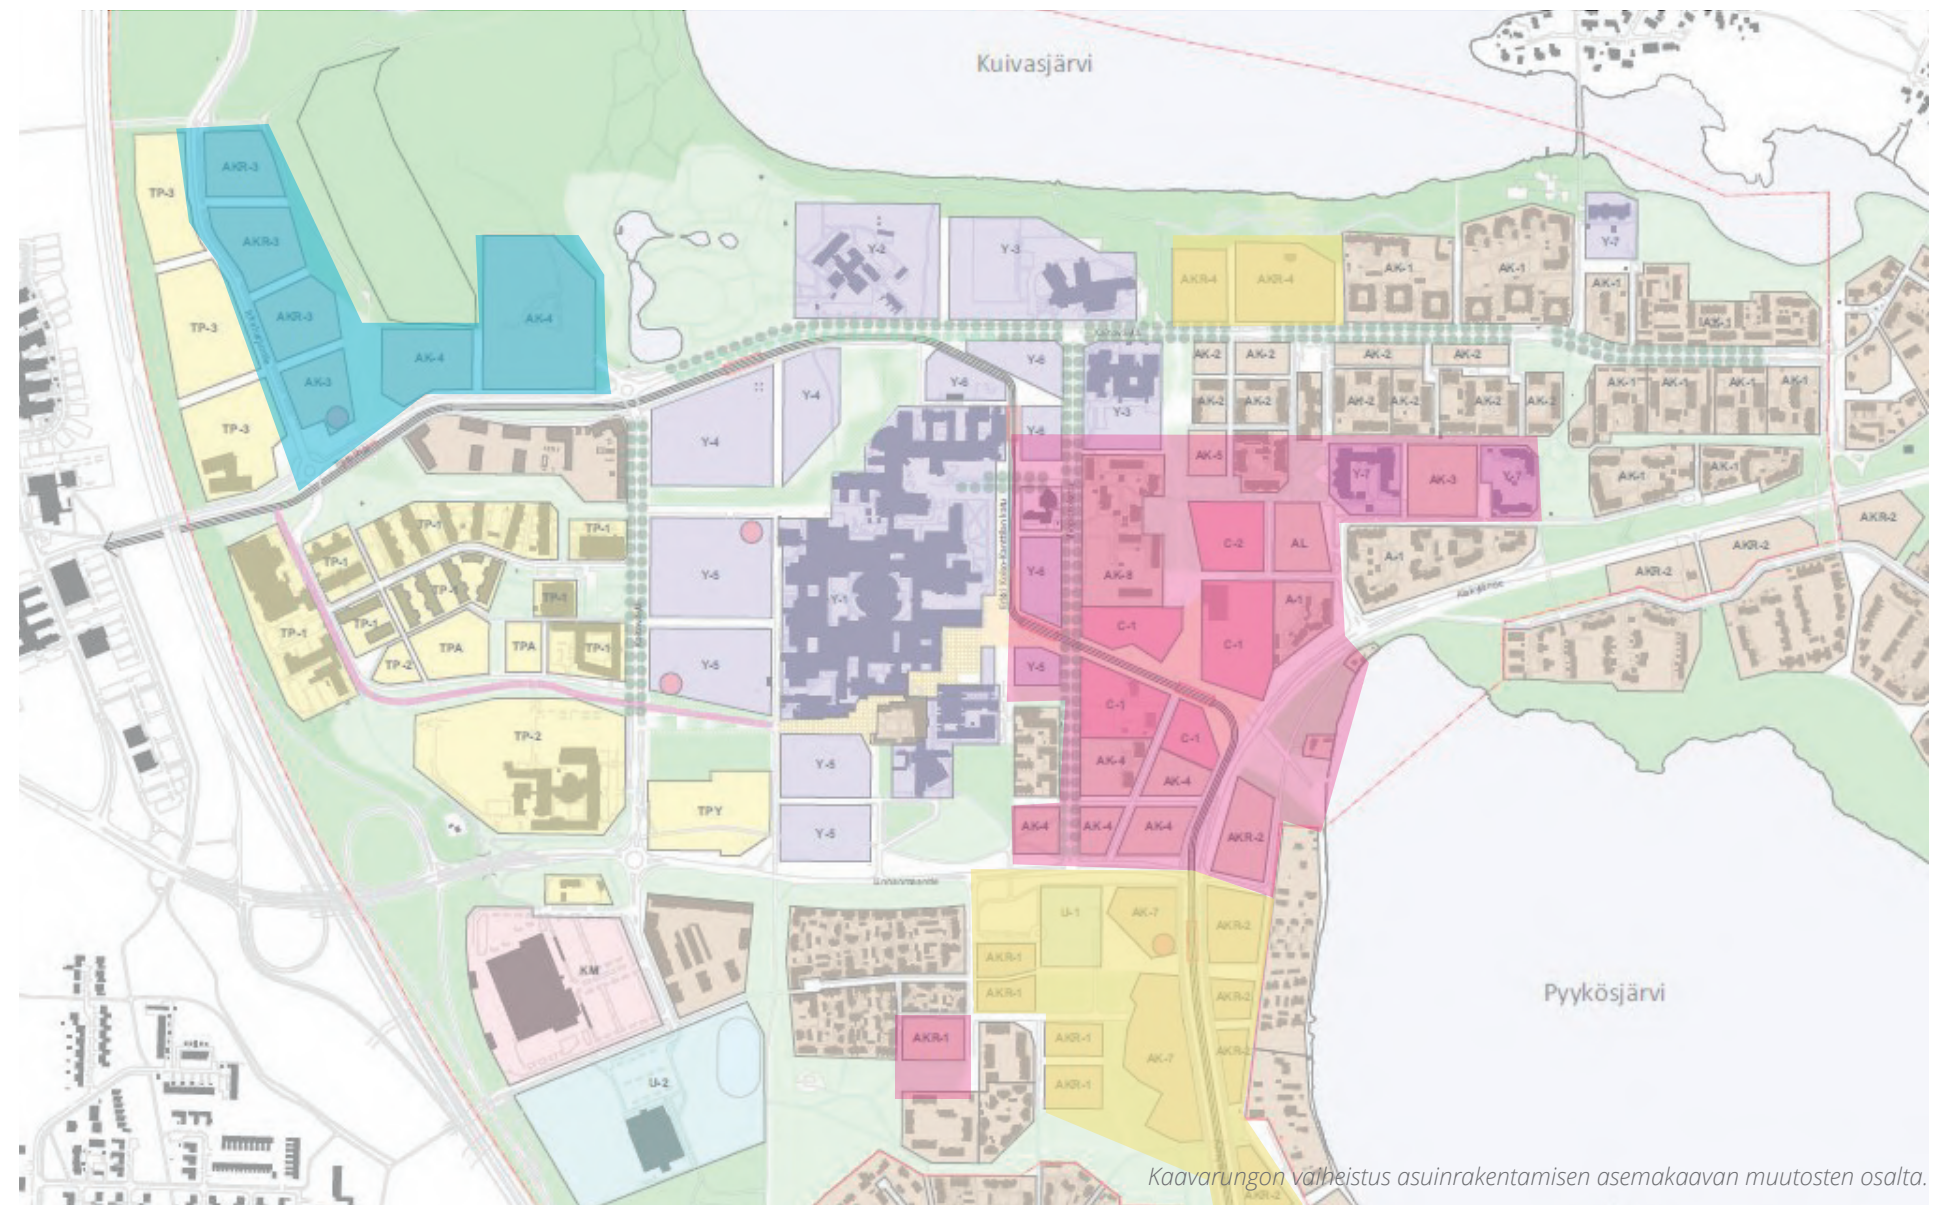 Kuivasjärvi
AKR-3
TP-3
AKR-3
Y-2
Y-3
Y-7
AKR-4
AKR-4
AK-1
AK-1
AK-1
AK-1
AKR-3
TP-3
AK-4
AK-4
AK-3
Y-4
Y-6
Y-6
AK-2
AK-2
AK-2
AK-2
AK-1
AK-1
AK-1
AK-1
AK-2
AK-2
AK-2
AK-2
AK-2
AK-2
Y-3
TP-3
Y-4
Y-6
AK-5
Y-7
AK-3
Y-7
AK-1
AK-1
TP-1
TP-1
C-2
AL
AKR-2
AKR-2
A-1
AKR-2
Alakyläntie
TP-1
Y-5
Y-6
AK-8
TP-1
TP-1
Y-1
A-1
TP-1
TP-1
C-1
C-1
TPA
TPA
TP-1
TP-2
Y-5
Y-5
C-1
C-1
TP-2
Y-5
AK-4
AK-4
TPY
Y-5
AK-4
AK-4
AK-4
AKR-2
U-1
AK-7
AKR-2
KM
AKR-1
AKR-1
AKR-2
Pyykösjärvi
AKR-1
AKR-1
AK-7
AKR-2
U-2
AKR-1
Kaavarungon vaiheistus asuinrakentamisen asemakaavan muutosten osalta.
AKR-2